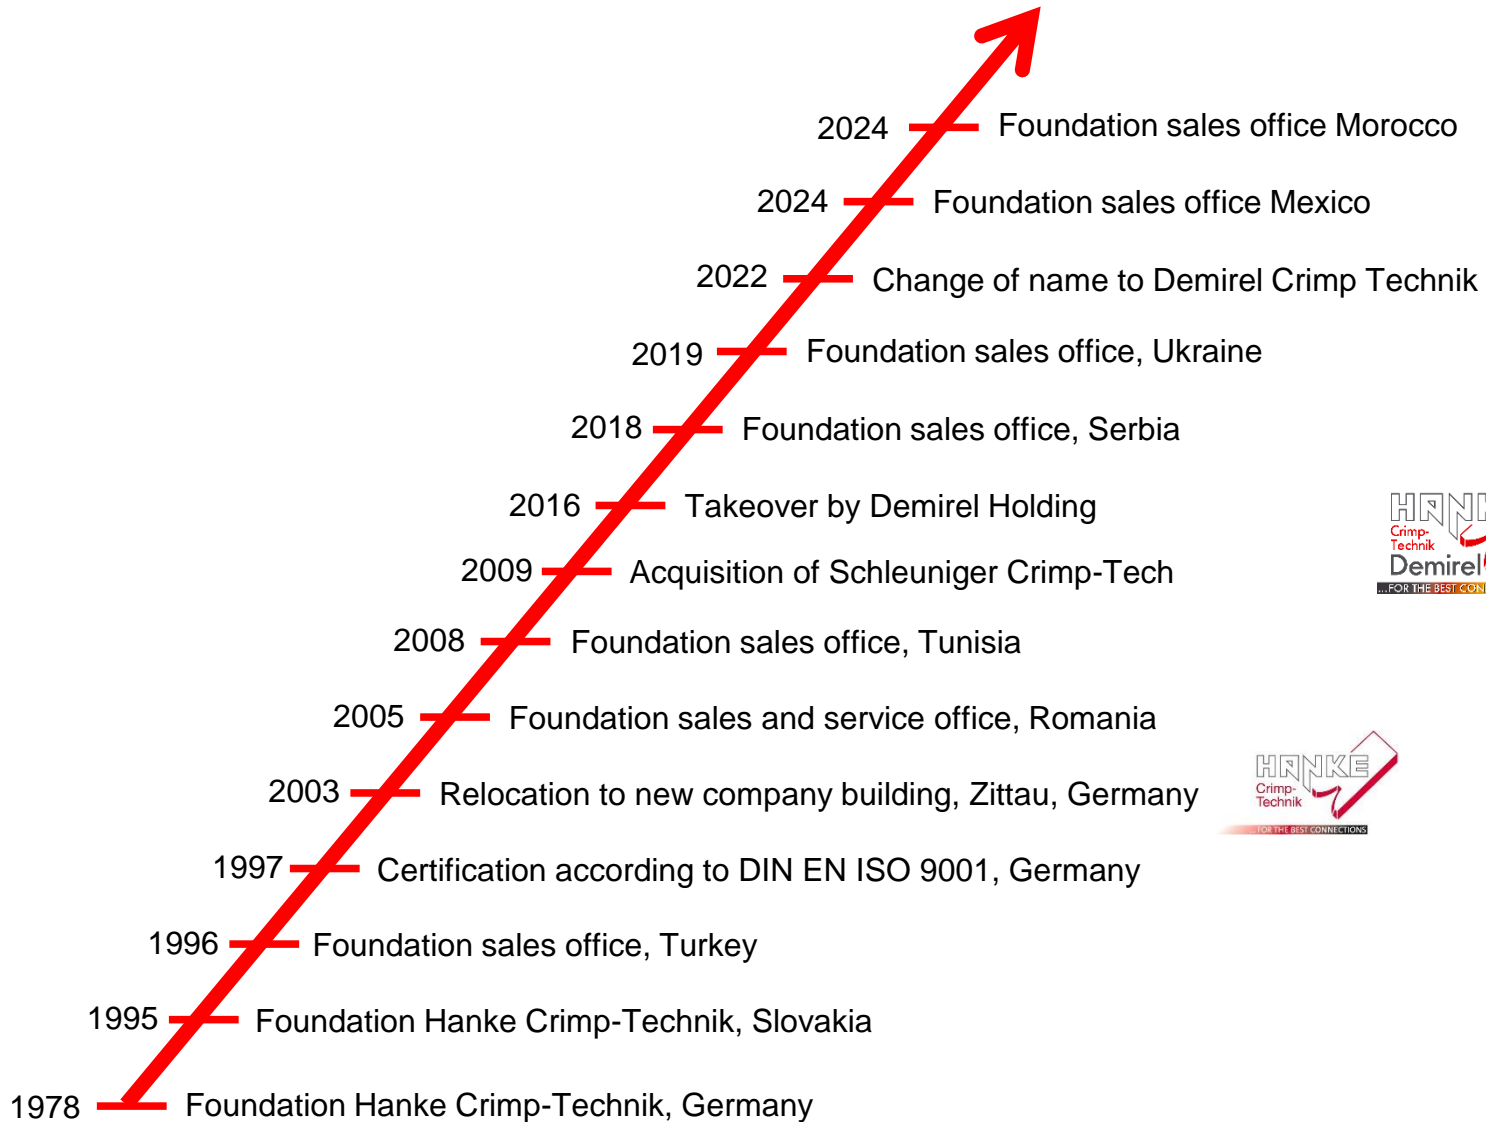 2024 Foundation sales office Morocco
2024 Foundation sales office Mexico
2022 Change of name to Demirel Crimp Technik
2019 Foundation sales office, Ukraine
2018 Foundation sales office, Serbia
2016 Takeover by Demirel Holding
HANK
Crimp-
Technik
Demirel
...FOR THE BEST CON
2009 Acquisition of Schleuniger Crimp-Tech
2008 Foundation sales office, Tunisia
2005 Foundation sales and service office, Romania
2003 Relocation to new company building, Zittau, Germany
HANKE
Crimp-
Technik
...FOR THE BEST CONNECTIONS
1997 Certification according to DIN EN ISO 9001, Germany
1996 Foundation sales office, Turkey
1995 Foundation Hanke Crimp-Technik, Slovakia
1978 Foundation Hanke Crimp-Technik, Germany